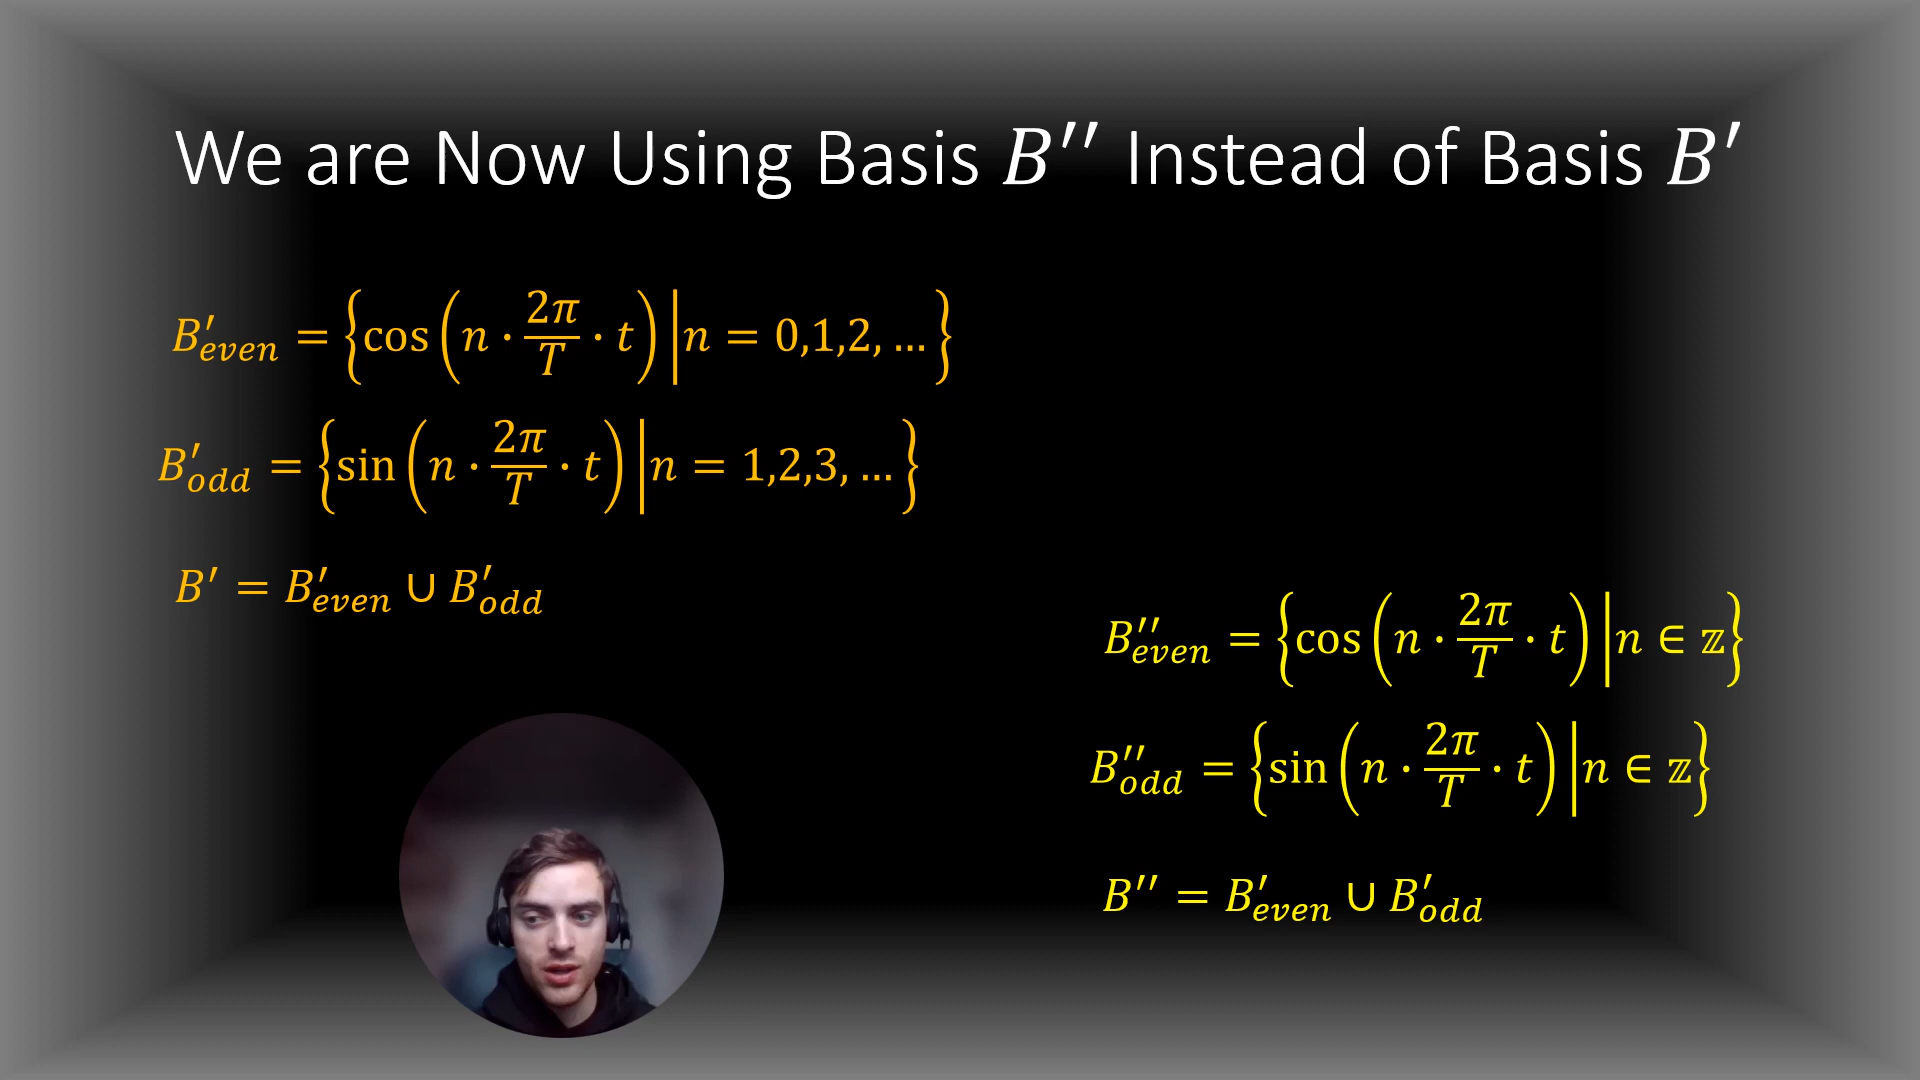 We are Now Using Basis B′′ Instead of Basis B′
B′even = {cos(n · 2π/T · t) | n = 0,1,2, …}
B′odd = {sin(n · 2π/T · t) | n = 1,2,3, …}
B′ = B′even ∪ B′odd
B′′even = {cos(n · 2π/T · t) | n ∈ ℤ}
B′′odd = {sin(n · 2π/T · t) | n ∈ ℤ}
B′′ = B′even ∪ B′odd